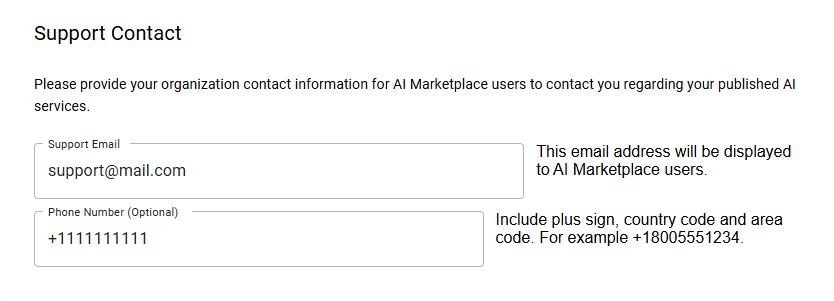 Support Contact
Please provide your organization contact information for AI Marketplace users to contact you regarding your published AI
services.
Support Email
support@mail.com
This email address will be displayed
to AI Marketplace users.
Phone Number (Optional)
+1111111111
Include plus sign, country code and area
code. For example +18005551234.